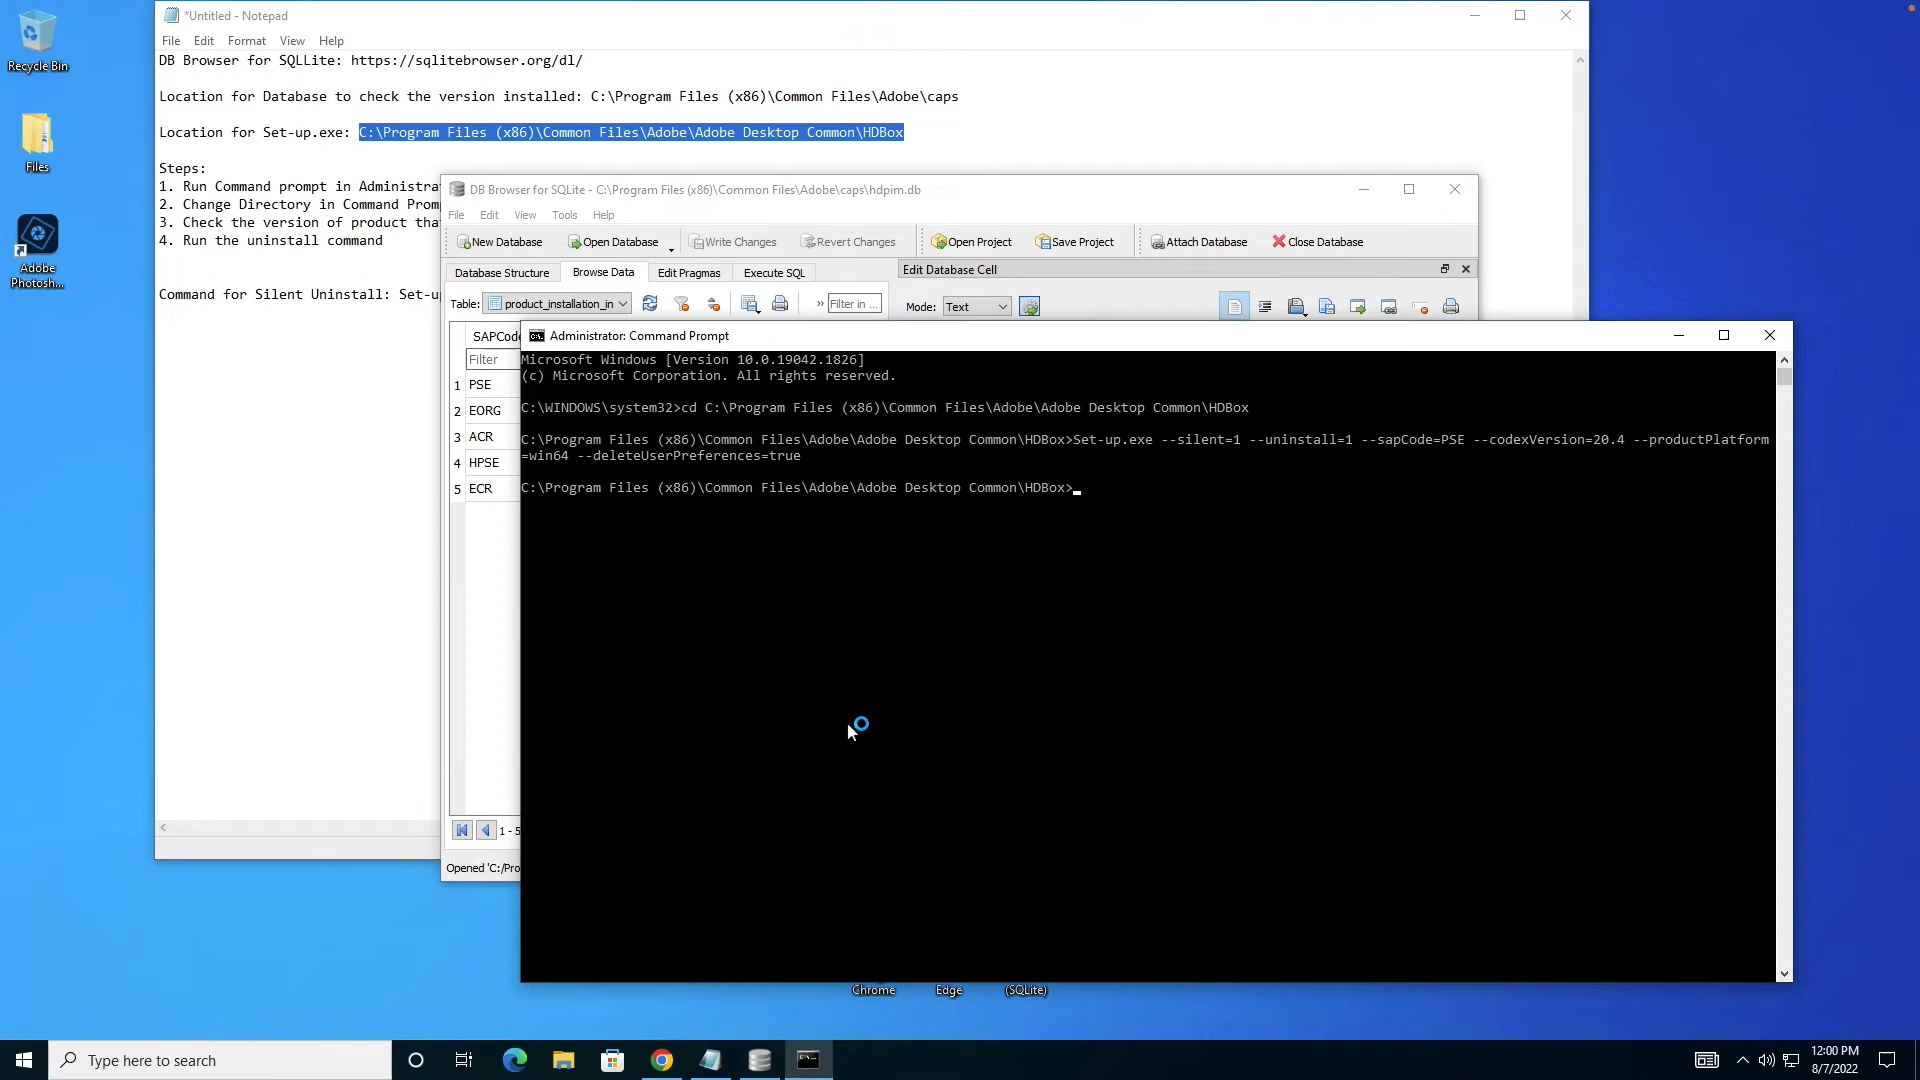 Recycle Bin
Files
Adobe
Photosh...
*Untitled - Notepad
File Edit Format View Help
DB Browser for SQLLite: https://sqlitebrowser.org/dl/
Location for Database to check the version installed: C:\Program Files (x86)\Common Files\Adobe\caps
Location for Set-up.exe: C:\Program Files (x86)\Common Files\Adobe\Adobe Desktop Common\HDBox
Steps:
1. Run Command prompt in Administra
2. Change Directory in Command Prom
3. Check the version of product tha
4. Run the uninstall command
Command for Silent Uninstall: Set-u
DB Browser for SQLite - C:\Program Files (x86)\Common Files\Adobe\caps\hdpim.db
File Edit View Tools Help
New Database Open Database Write Changes Revert Changes Open Project Save Project Attach Database Close Database
Database Structure Browse Data Edit Pragmas Execute SQL Edit Database Cell
Table: product_installation_in » Filter in ... Mode: Text
SAPCode
Filter
1 PSE
2 EORG
3 ACR
4 HPSE
5 ECR
1 - 5
Opened 'C:/Pro
Administrator: Command Prompt
Microsoft Windows [Version 10.0.19042.1826]
(c) Microsoft Corporation. All rights reserved.
C:\WINDOWS\system32>cd C:\Program Files (x86)\Common Files\Adobe\Adobe Desktop Common\HDBox
C:\Program Files (x86)\Common Files\Adobe\Adobe Desktop Common\HDBox>Set-up.exe --silent=1 --uninstall=1 --sapCode=PSE --codexVersion=20.4 --productPlatform
=win64 --deleteUserPreferences=true
C:\Program Files (x86)\Common Files\Adobe\Adobe Desktop Common\HDBox>
Chrome Edge (SQLite)
Type here to search
12:00 PM
8/7/2022